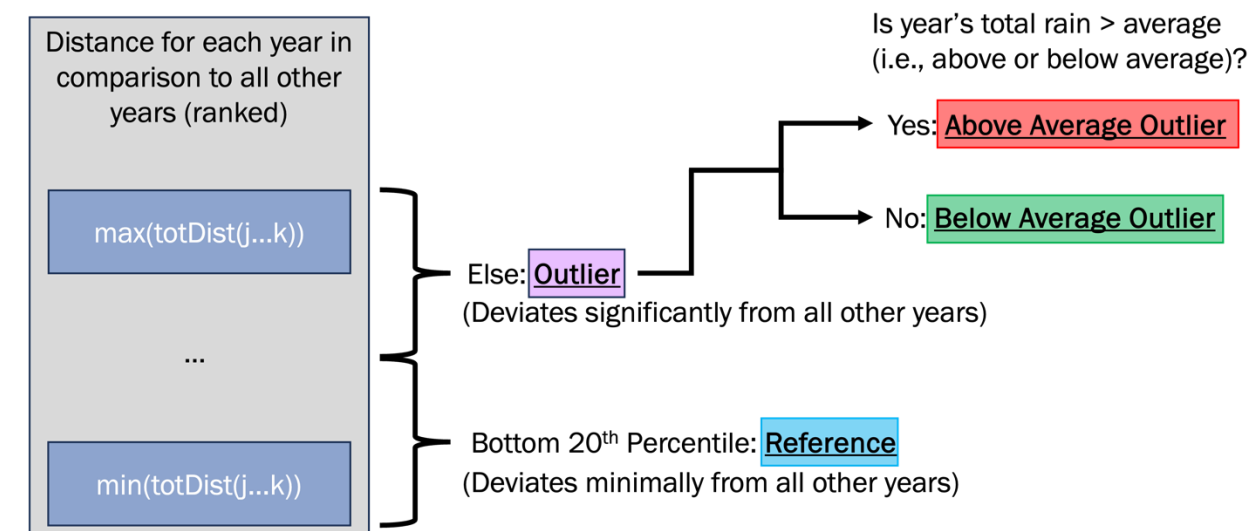 Distance for each year in
comparison to all other
years (ranked)
max(totDist(j...k))
...
min(totDist(j...k))
Else: Outlier
(Deviates significantly from all other years)
Bottom 20th Percentile: Reference
(Deviates minimally from all other years)
Is year's total rain > average
(i.e., above or below average)?
Yes: Above Average Outlier
No: Below Average Outlier